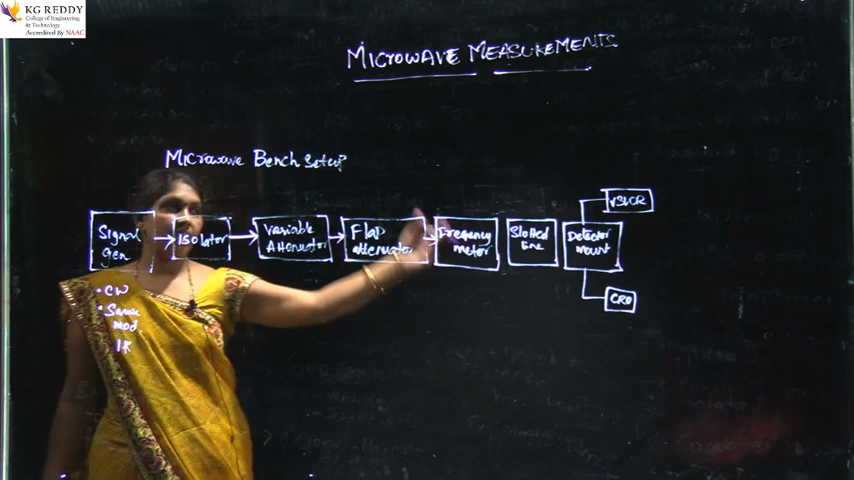 KG REDDY
College of Engineering
& Technology
Accredited By NAAC
MICROWAVE MEASUREMENTS
Microwave Bench Setup
Signal
gen
ISOlator
Variable
Attenuator
Flap
attenuator
Frequency
meter
Slotted
line
Detector
mount
VSWR
CRO
• CW
mod
1K